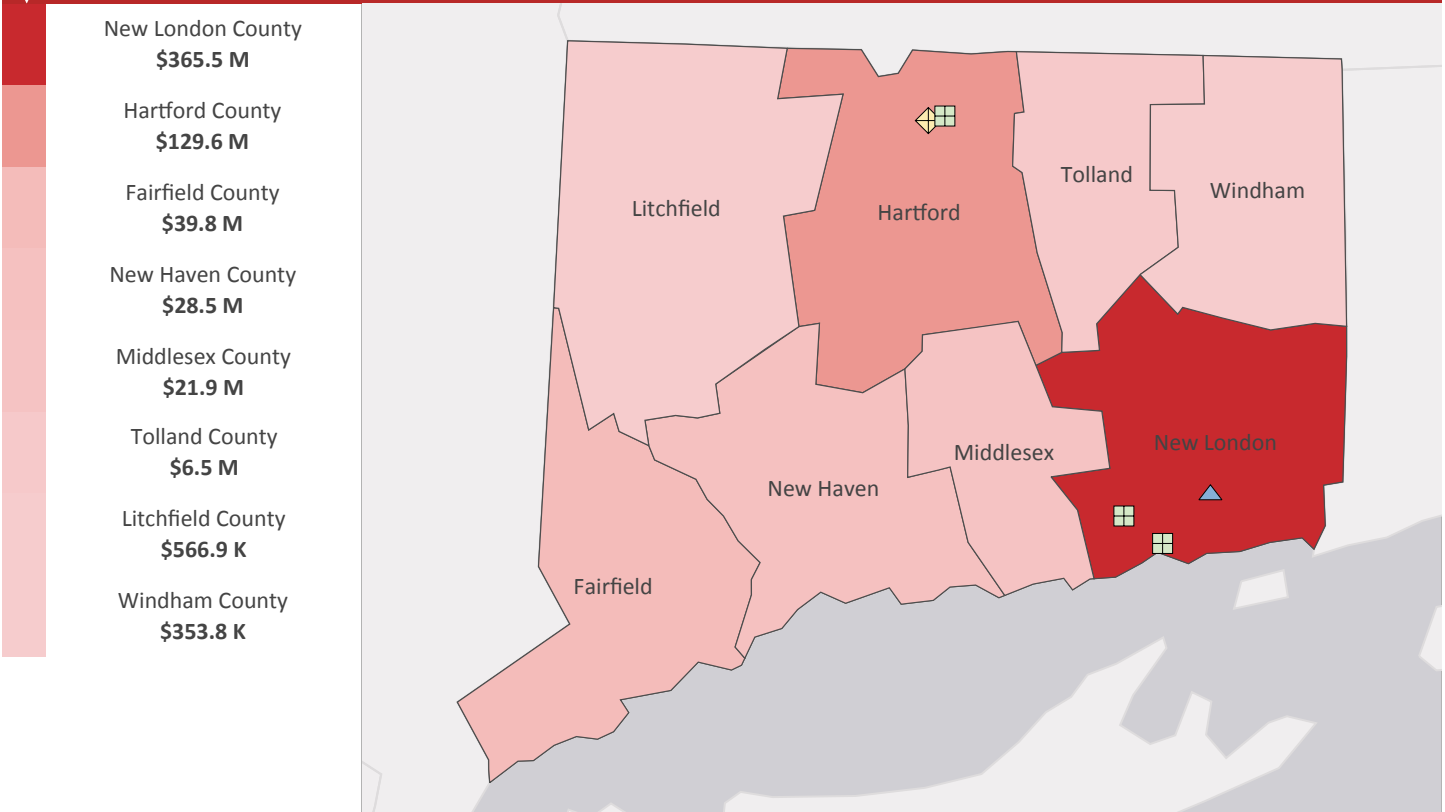 New London County
$365.5 M
Hartford County
$129.6 M
Fairfield County
$39.8 M
New Haven County
$28.5 M
Middlesex County
$21.9 M
Tolland County
$6.5 M
Litchfield County
$566.9 K
Windham County
$353.8 K
Litchfield
Hartford
Tolland
Windham
New Haven
Middlesex
New London
Fairfield